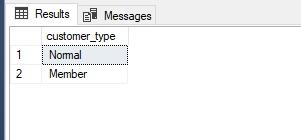 Results Messages
customer_type
1 Normal
2 Member